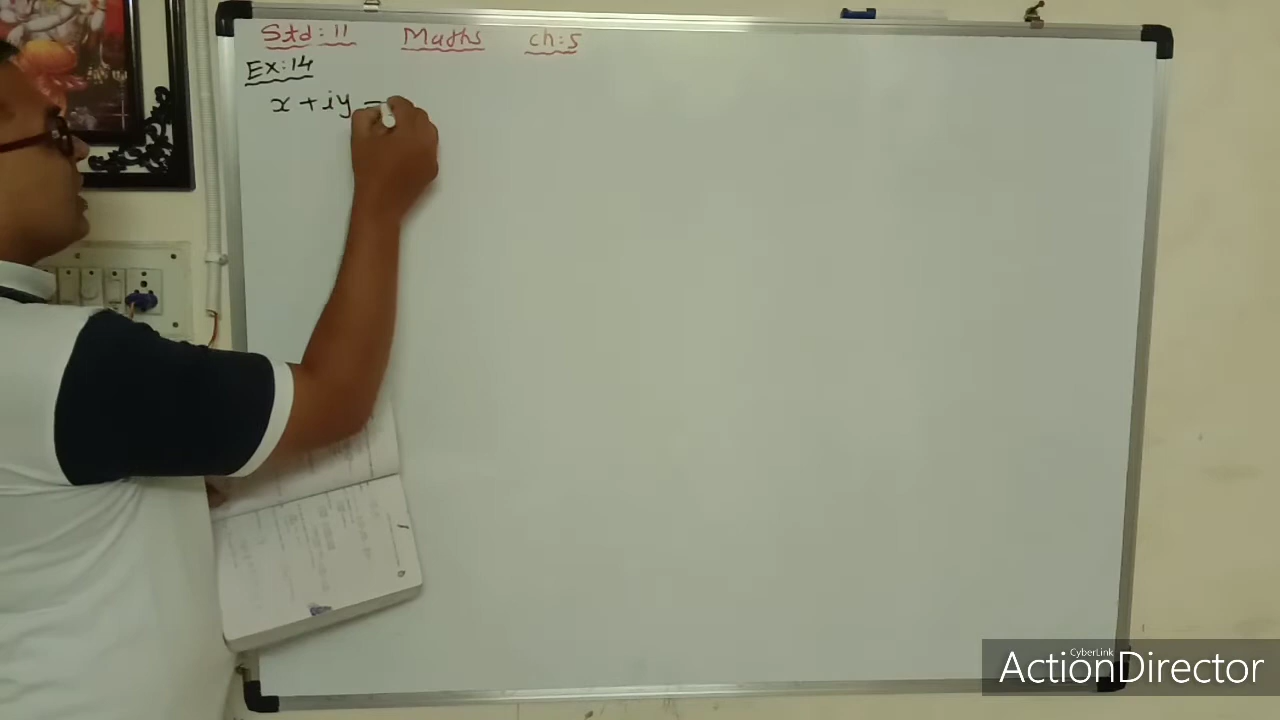 Std : 11 Maths ch : 5
Ex : 14
x + iy =
CyberLink
ActionDirector